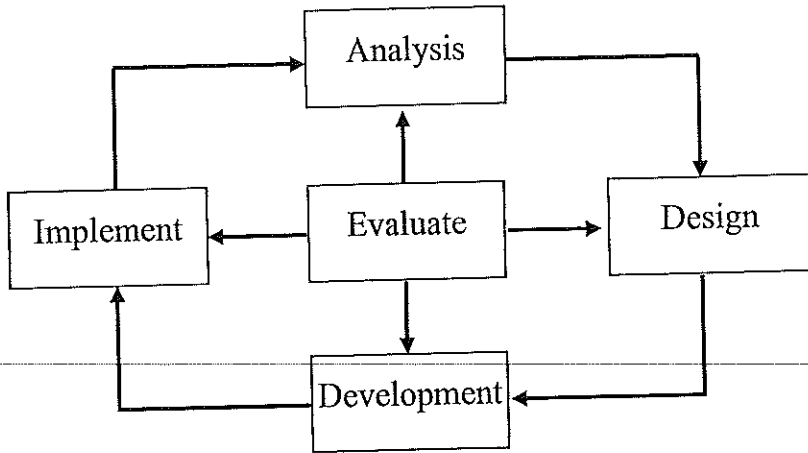 Analysis
Implement
Evaluate
Design
Development